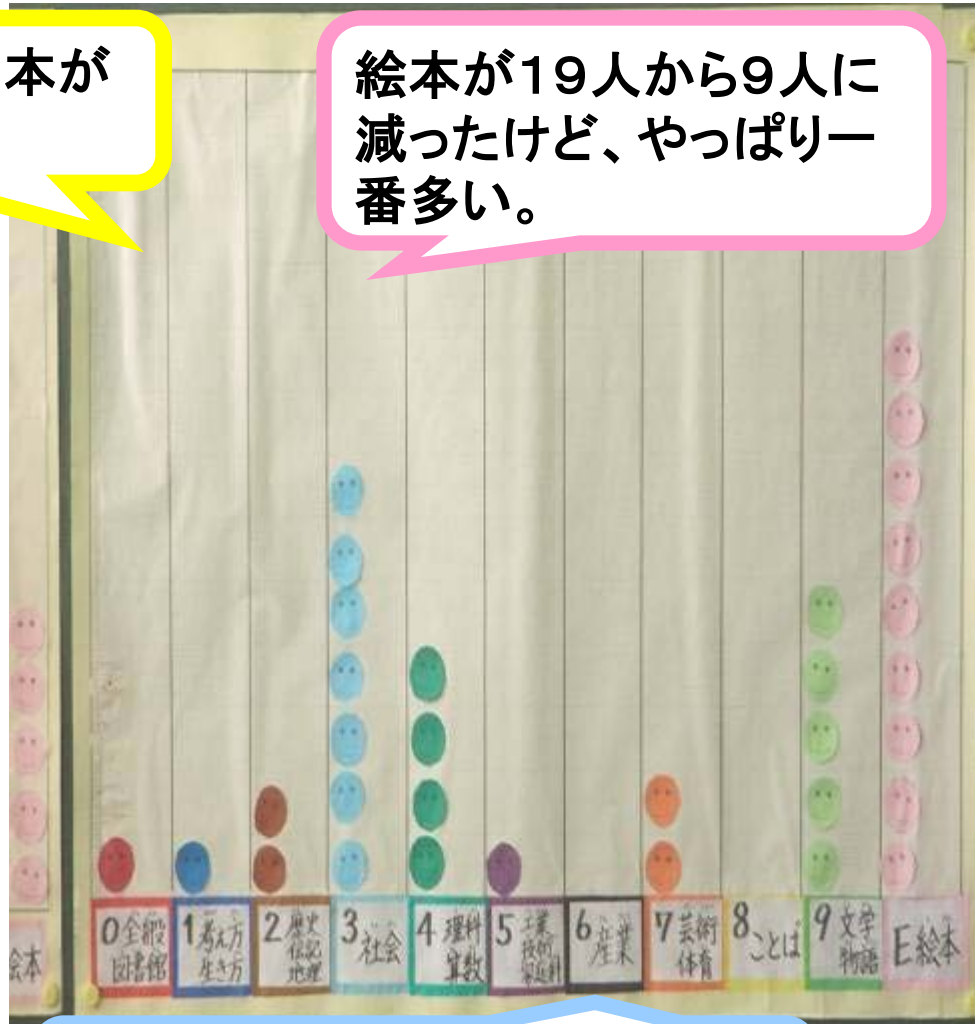 本が
絵本が19人から9人に
減ったけど、やっぱり一
番多い。
絵本
0全般
図書館
1考え方
生き方
2歴史
伝記
地理
3社会
4理科
算数
5工業
技術
家庭科
6産業
7芸術
体育
8ことば
9文学
物語
E絵本